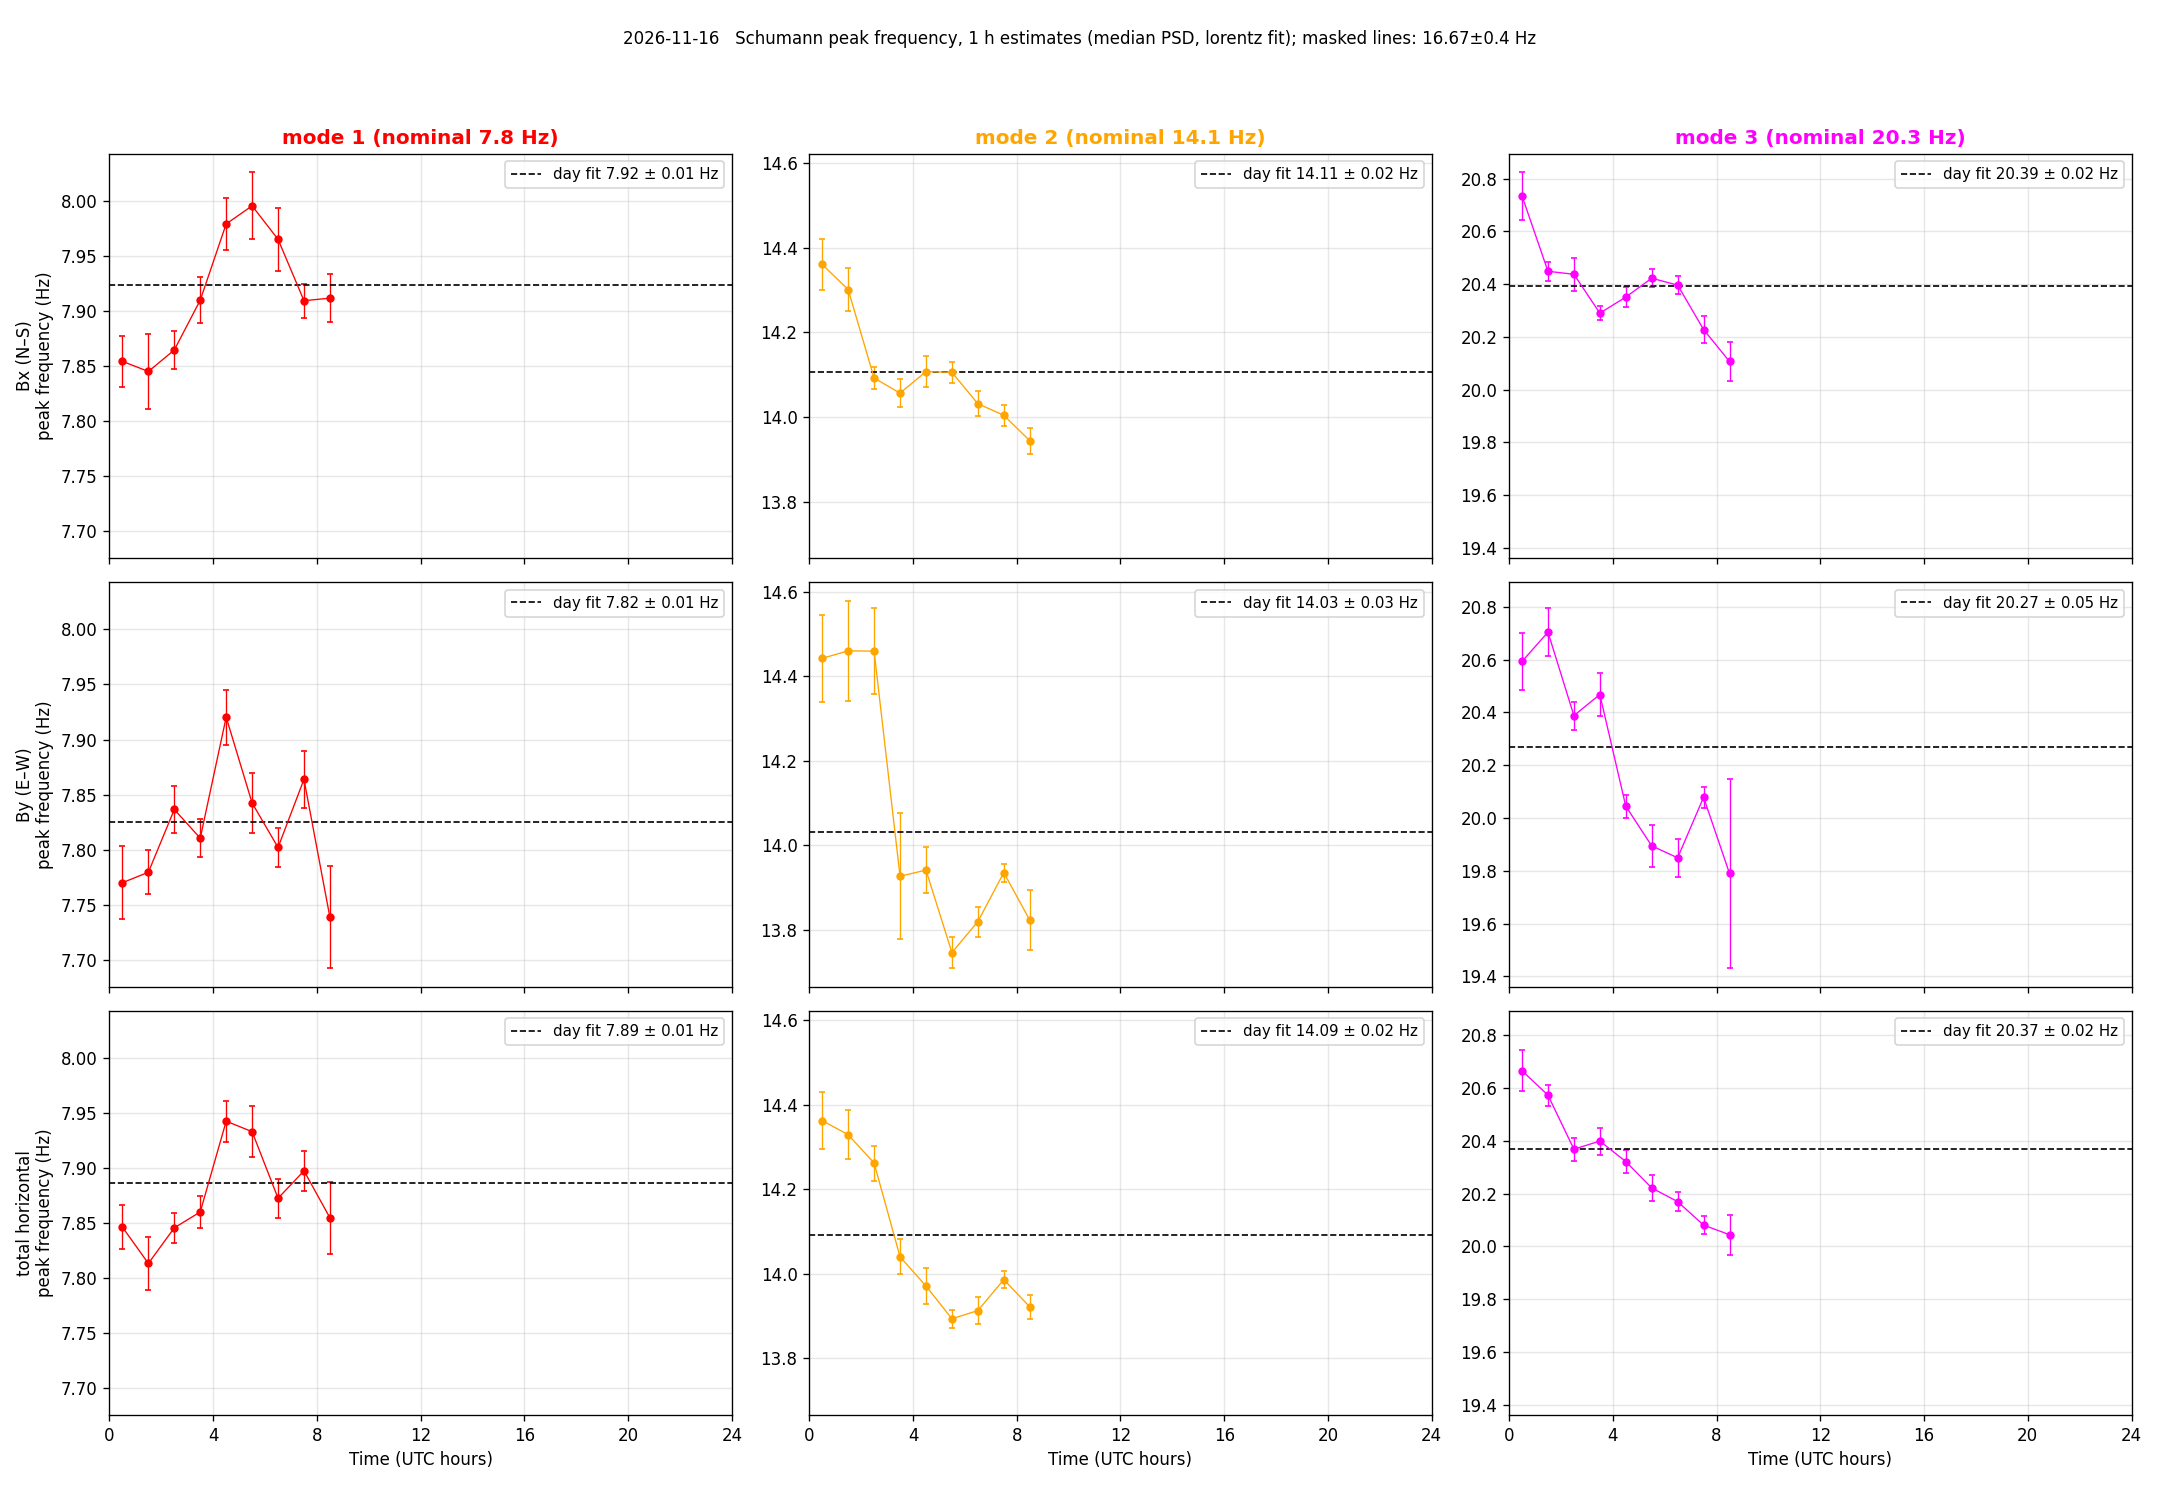 2026-11-16   Schumann peak frequency, 1 h estimates (median PSD, lorentz fit); masked lines: 16.67±0.4 Hz
mode 1 (nominal 7.8 Hz)
mode 2 (nominal 14.1 Hz)
mode 3 (nominal 20.3 Hz)
Bx (N–S)
peak frequency (Hz)
8.00
7.95
7.90
7.85
7.80
7.75
7.70
day fit 7.92 ± 0.01 Hz
14.6
14.4
14.2
14.0
13.8
day fit 14.11 ± 0.02 Hz
20.8
20.6
20.4
20.2
20.0
19.8
19.6
19.4
day fit 20.39 ± 0.02 Hz
By (E–W)
peak frequency (Hz)
8.00
7.95
7.90
7.85
7.80
7.75
7.70
day fit 7.82 ± 0.01 Hz
14.6
14.4
14.2
14.0
13.8
day fit 14.03 ± 0.03 Hz
20.8
20.6
20.4
20.2
20.0
19.8
19.6
19.4
day fit 20.27 ± 0.05 Hz
total horizontal
peak frequency (Hz)
8.00
7.95
7.90
7.85
7.80
7.75
7.70
day fit 7.89 ± 0.01 Hz
0 4 8 12 16 20 24
Time (UTC hours)
14.6
14.4
14.2
14.0
13.8
day fit 14.09 ± 0.02 Hz
0 4 8 12 16 20 24
Time (UTC hours)
20.8
20.6
20.4
20.2
20.0
19.8
19.6
19.4
day fit 20.37 ± 0.02 Hz
0 4 8 12 16 20 24
Time (UTC hours)